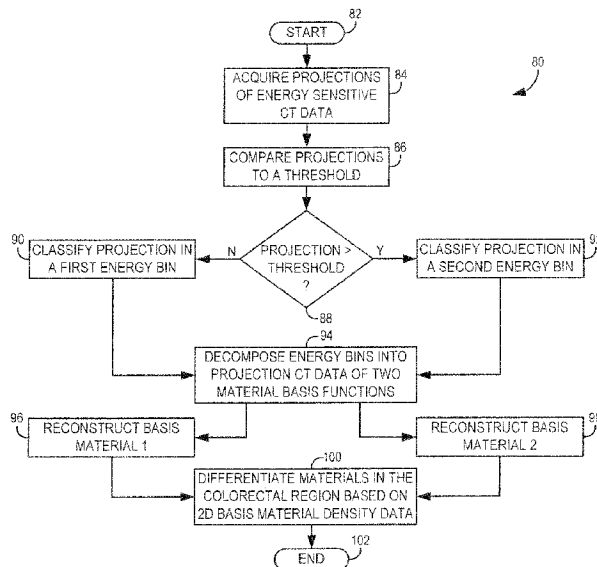 82
START
80
84
ACQUIRE PROJECTIONS
OF ENERGY SENSITIVE
CT DATA
86
COMPARE PROJECTIONS
TO A THRESHOLD
90
CLASSIFY PROJECTION IN
A FIRST ENERGY BIN
N
PROJECTION >
THRESHOLD
?
Y
CLASSIFY PROJECTION IN
A SECOND ENERGY BIN
88
94
DECOMPOSE ENERGY BINS INTO
PROJECTION CT DATA OF TWO
MATERIAL BASIS FUNCTIONS
96
RECONSTRUCT BASIS
MATERIAL 1
RECONSTRUCT BASIS
MATERIAL 2
100
DIFFERENTIATE MATERIALS IN THE
COLORECTAL REGION BASED ON
2D BASIS MATERIAL DENSITY DATA
END
102